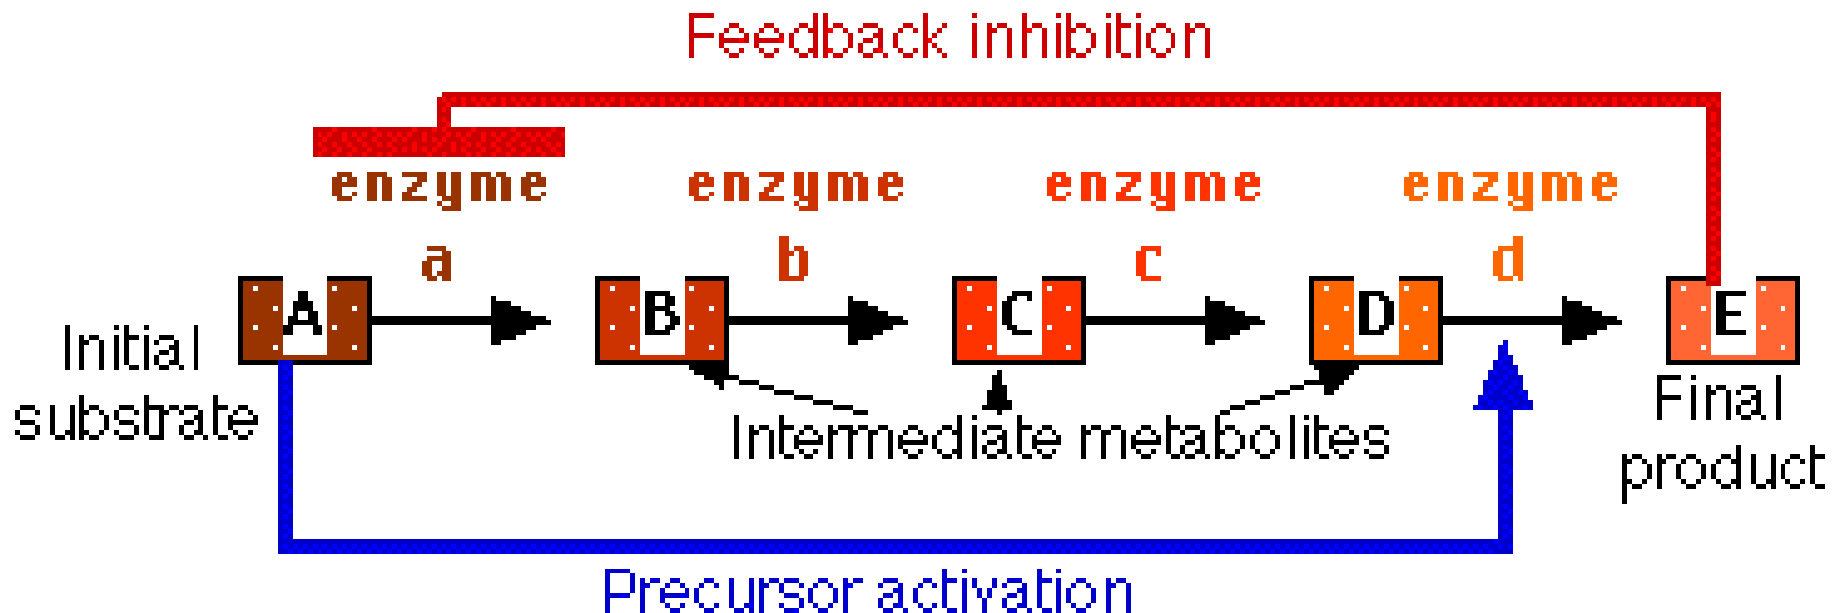 Feedback inhibition
enzyme enzyme enzyme enzyme
a b c d
A B C D E
Initial
substrate
Final
product
Intermediate metabolites
Precursor activation